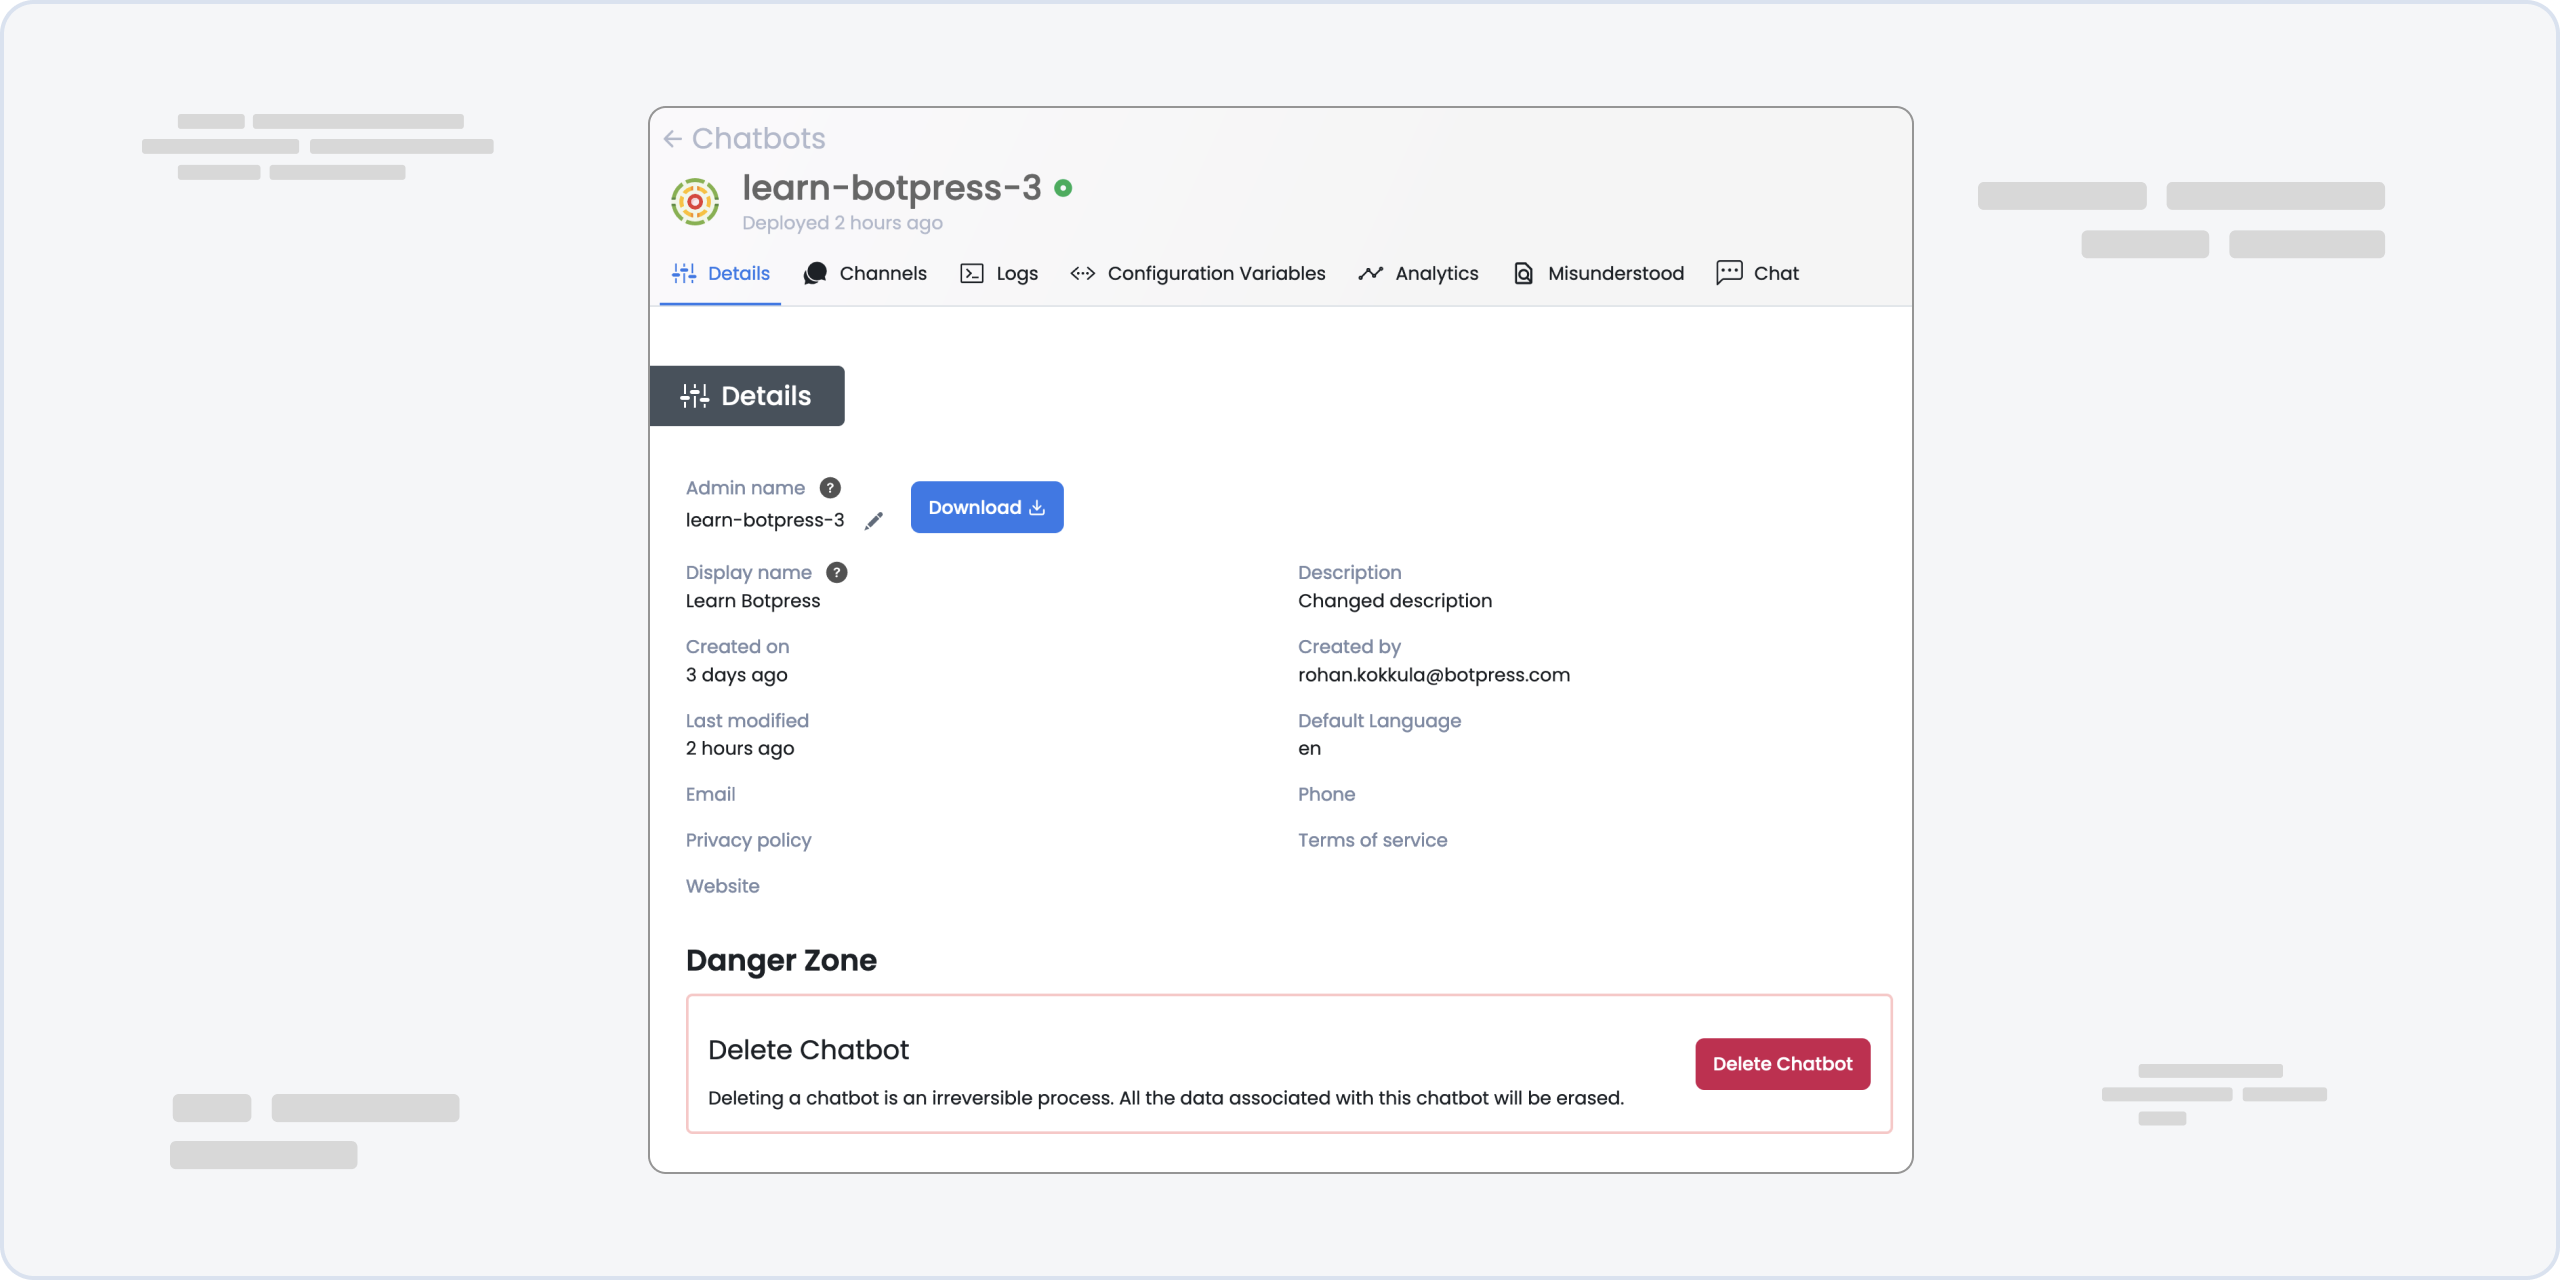 Chatbots
learn-botpress-3
Deployed 2 hours ago
Details Channels Logs Configuration Variables Analytics Misunderstood Chat
Details
Admin name ?
learn-botpress-3
Download
Display name ?
Learn Botpress
Description
Changed description
Created on
3 days ago
Created by
rohan.kokkula@botpress.com
Last modified
2 hours ago
Default Language
en
Email
Phone
Privacy policy
Terms of service
Website
Danger Zone
Delete Chatbot
Deleting a chatbot is an irreversible process. All the data associated with this chatbot will be erased.
Delete Chatbot